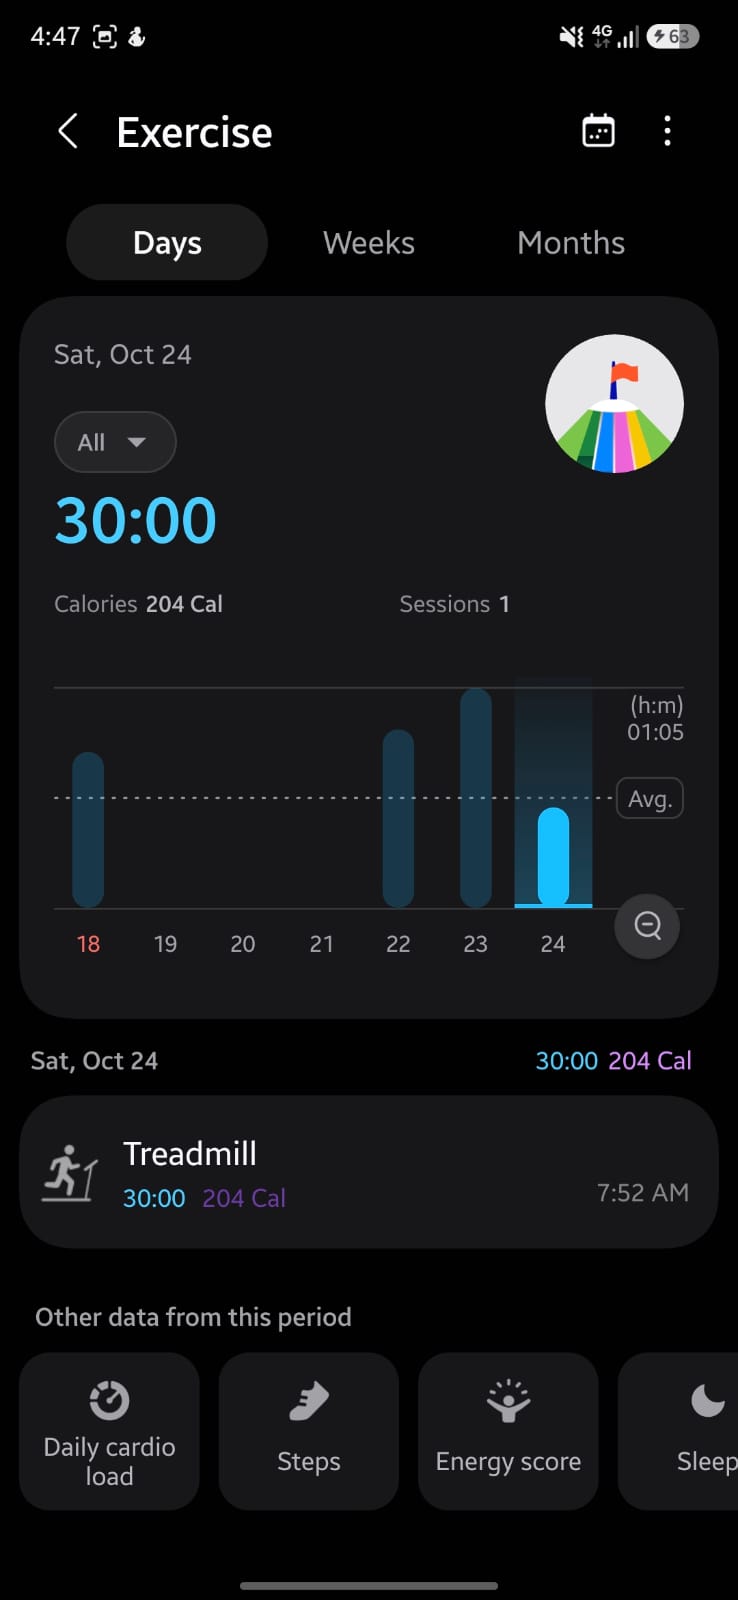 4:47
4G
63
Exercise
Days Weeks Months
Sat, Oct 24
All
30:00
Calories 204 Cal Sessions 1
(h:m)
01:05
Avg.
18 19 20 21 22 23 24
Sat, Oct 24 30:00 204 Cal
Treadmill
30:00 204 Cal 7:52 AM
Other data from this period
Daily cardio
load
Steps
Energy score
Sleep